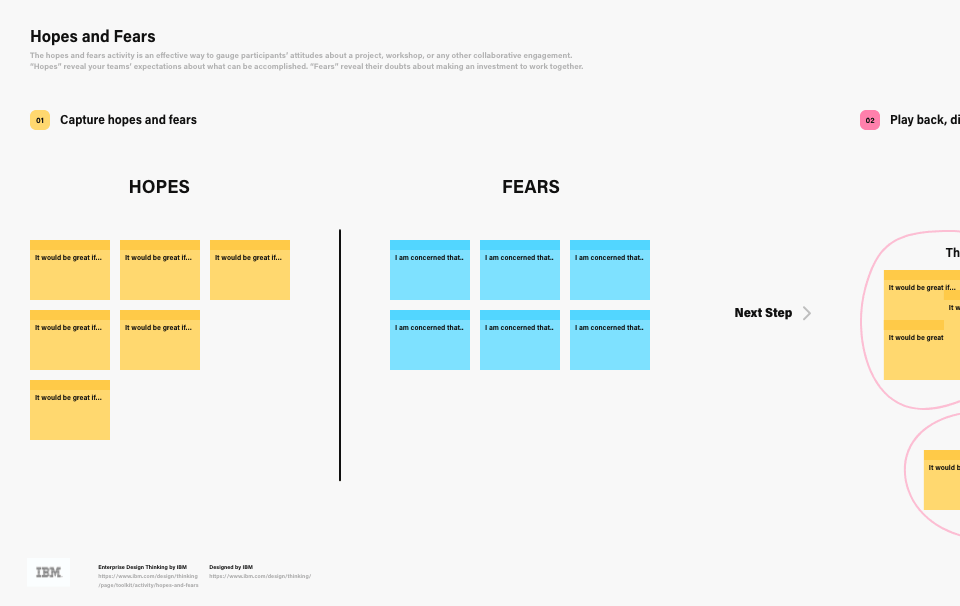 Hopes and Fears
The hopes and fears activity is an effective way to gauge participants' attitudes about a project, workshop, or any other collaborative engagement.
"Hopes" reveal your teams' expectations about what can be accomplished. "Fears" reveal their doubts about making an investment to work together.
01 Capture hopes and fears
02 Play back, di
HOPES
FEARS
It would be great if... It would be great if... It would be great if...
It would be great if... It would be great if...
It would be great if...
I am concerned that.. I am concerned that.. I am concerned that..
I am concerned that.. I am concerned that.. I am concerned that..
Next Step
Th
It would be great if...
It w
It would be great
It would b
IBM
Enterprise Design Thinking by IBM
https://www.ibm.com/design/thinking
/page/toolkit/activity/hopes-and-fears
Designed by IBM
https://www.ibm.com/design/thinking/